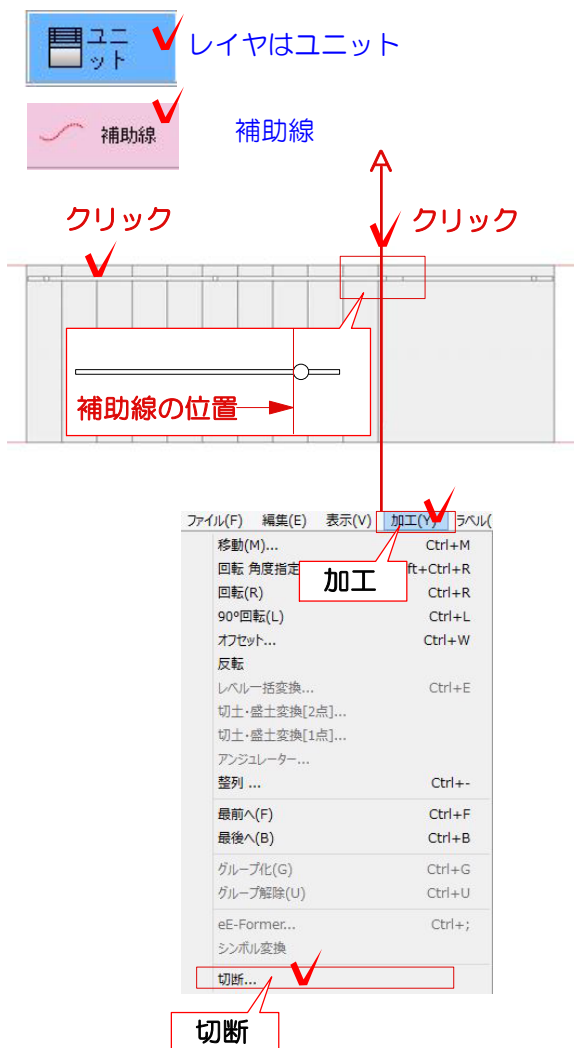 ユニ
ット
レイヤはユニット
補助線
補助線
クリック
クリック
補助線の位置
ファイル(F) 編集(E) 表示(V) 加工(Y) ラベル(
移動(M)... Ctrl+M
回転 角度指定 ft+Ctrl+R
加工
回転(R) Ctrl+R
90°回転(L) Ctrl+L
オフセット... Ctrl+W
反転
レベル一括変換... Ctrl+E
切土・盛土変換[2点]...
切土・盛土変換[1点]...
アンジュレーター...
整列 ... Ctrl+-
最前へ(F) Ctrl+F
最後へ(B) Ctrl+B
グループ化(G) Ctrl+G
グループ解除(U) Ctrl+U
eE-Former... Ctrl+;
シンボル変換
切断...
切断